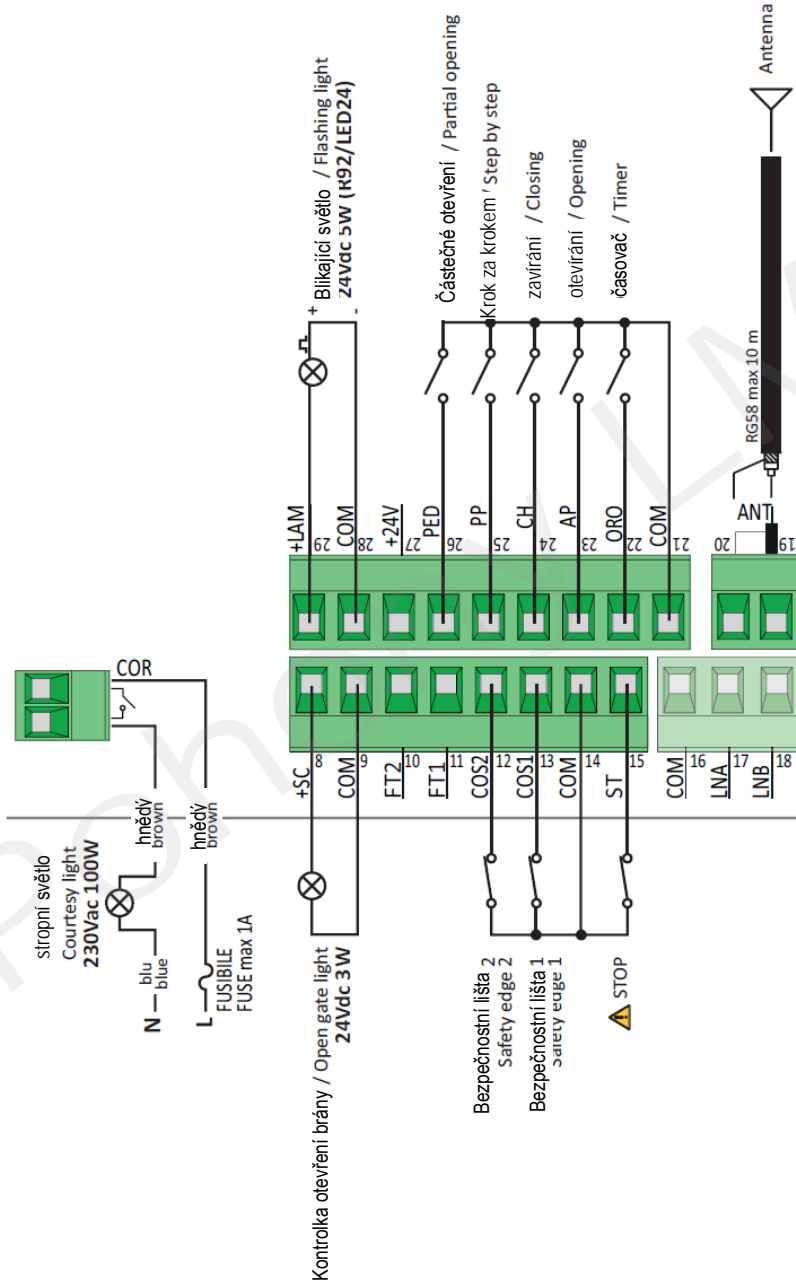 stropní světlo
Courtesy light
230Vac 100W
N
blu
blue
hnědý
brown
COR
L
FUSIBILE
FUSE max 1A
hnědý
brown
Kontrolka otevření brány / Open gate light
24Vdc 3W
+SC 8
COM 9
FT2 10
FT1 11
COS2 12
COS1 13
COM 14
ST 15
COM 16
LNA 17
LNB 18
Bezpečnostní lišta 2
Safety edge 2
Bezpečnostní lišta 1
Safety edge 1
STOP
+LAM 29
COM 28
+24V 27
PED 26
PP 25
CH 24
AP 23
ORO 22
COM 21
20
ANT
19
+
-
Blikající světlo / Flashing light
24Vdc 5W (R92/LED24)
Částečné otevření / Partial opening
Krok za krokem / Step by step
zavírání / Closing
otevírání / Opening
časovač / Timer
RG58 max 10 m
Antenna
Pohony LM